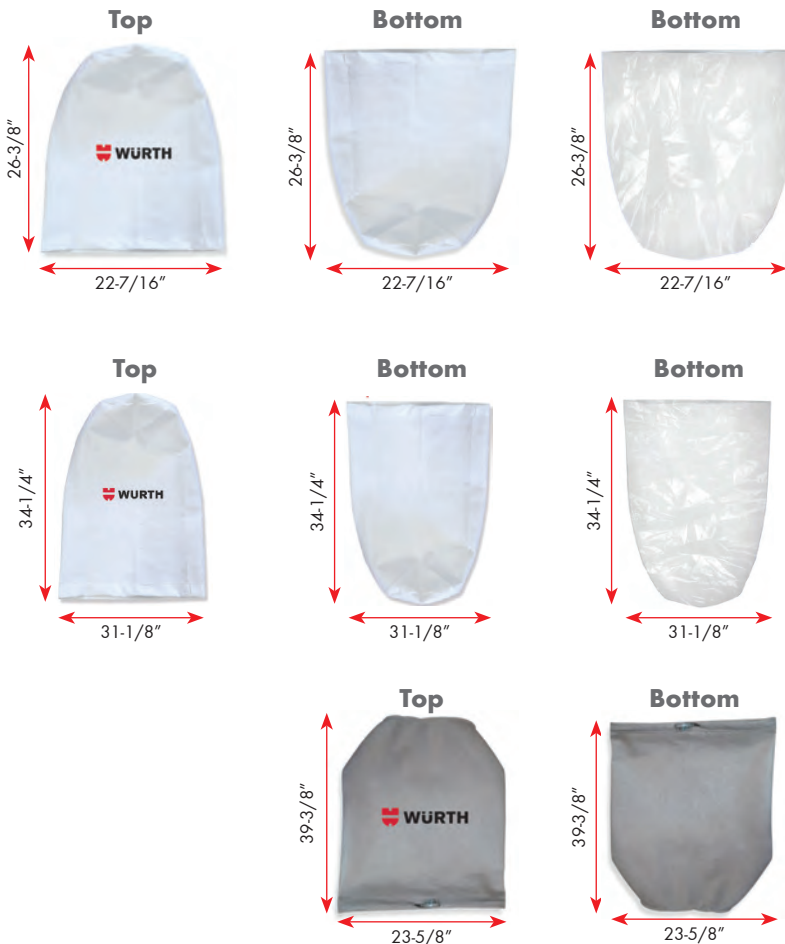 Top
Bottom
26-3/8”
WÜRTH
22-7/16”
26-3/8”
22-7/16”
26-3/8”
22-7/16”
Top
Bottom
Bottom
34-1/4”
WÜRTH
31-1/8”
34-1/4”
31-1/8”
34-1/4”
31-1/8”
Top
Bottom
39-3/8”
WÜRTH
23-5/8”
39-3/8”
23-5/8”